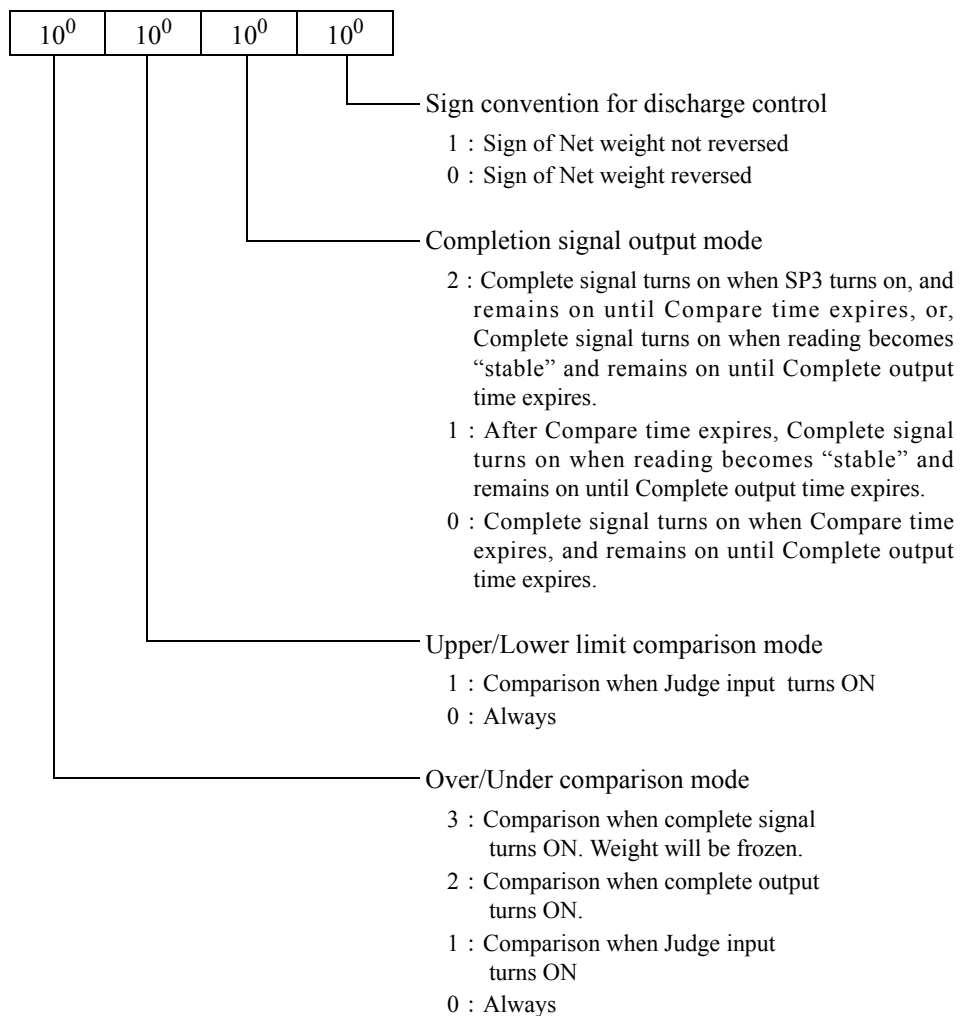 10⁰ 10⁰ 10⁰ 10⁰
Sign convention for discharge control
1 : Sign of Net weight not reversed
0 : Sign of Net weight reversed
Completion signal output mode
2 : Complete signal turns on when SP3 turns on, and
remains on until Compare time expires, or,
Complete signal turns on when reading becomes
“stable” and remains on until Complete output
time expires.
1 : After Compare time expires, Complete signal
turns on when reading becomes “stable” and
remains on until Complete output time expires.
0 : Complete signal turns on when Compare time
expires, and remains on until Complete output
time expires.
Upper/Lower limit comparison mode
1 : Comparison when Judge input turns ON
0 : Always
Over/Under comparison mode
3 : Comparison when complete signal
turns ON. Weight will be frozen.
2 : Comparison when complete output
turns ON.
1 : Comparison when Judge input
turns ON
0 : Always